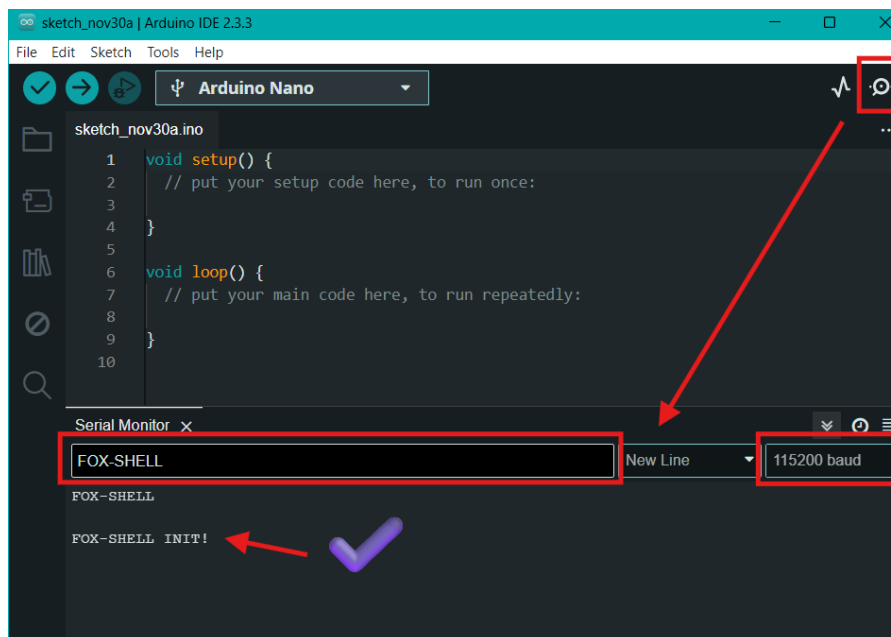 sketch_nov30a | Arduino IDE 2.3.3
File Edit Sketch Tools Help
Arduino Nano
sketch_nov30a.ino
1 void setup() {
2 // put your setup code here, to run once:
3
4 }
5
6 void loop() {
7 // put your main code here, to run repeatedly:
8
9 }
10
Serial Monitor
FOX-SHELL New Line 115200 baud
FOX-SHELL
FOX-SHELL INIT!